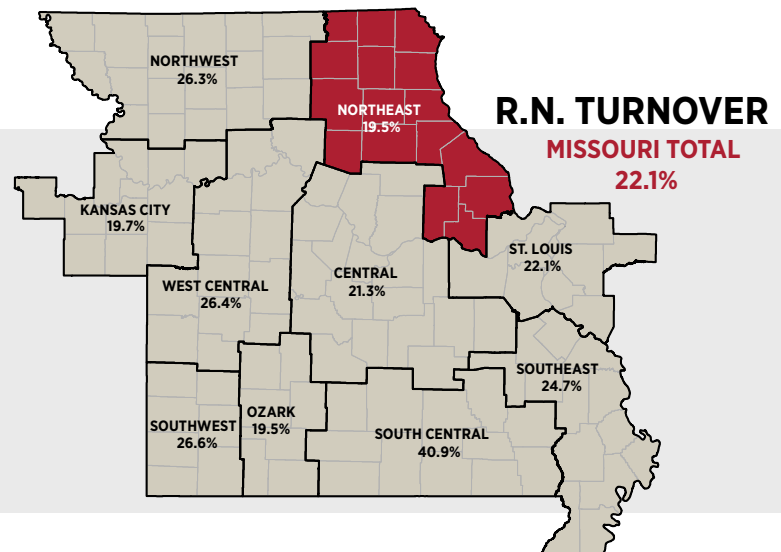 NORTHWEST
26.3%
NORTHEAST
19.5%
R.N. TURNOVER
MISSOURI TOTAL
22.1%
KANSAS CITY
19.7%
ST. LOUIS
22.1%
WEST CENTRAL
26.4%
CENTRAL
21.3%
SOUTHEAST
24.7%
SOUTHWEST
26.6%
OZARK
19.5%
SOUTH CENTRAL
40.9%